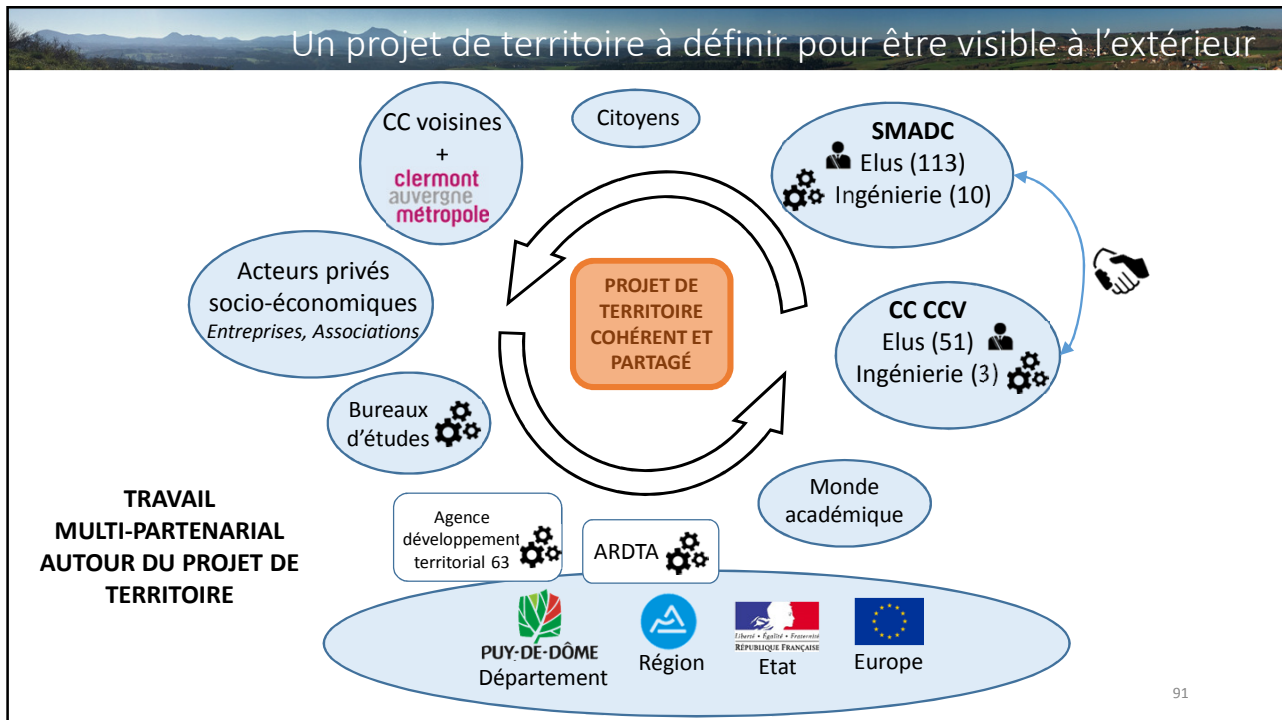 Un projet de territoire à définir pour être visible à l'extérieur
CC voisines
+
clermont
auvergne
métropole
Citoyens
SMADC
Elus (113)
Ingénierie (10)
Acteurs privés
socio-économiques
Entreprises, Associations
PROJET DE
TERRITOIRE
COHÉRENT ET
PARTAGÉ
CC CCV
Elus (51)
Ingénierie (3)
Bureaux
d'études
Monde
académique
TRAVAIL
MULTI-PARTENARIAL
AUTOUR DU PROJET DE
TERRITOIRE
Agence
développement
territorial 63
ARDTA
PUY-DE-DÔME
Département
Région
Liberté • Égalité • Fraternité
RÉPUBLIQUE FRANÇAISE
Etat
Europe
91